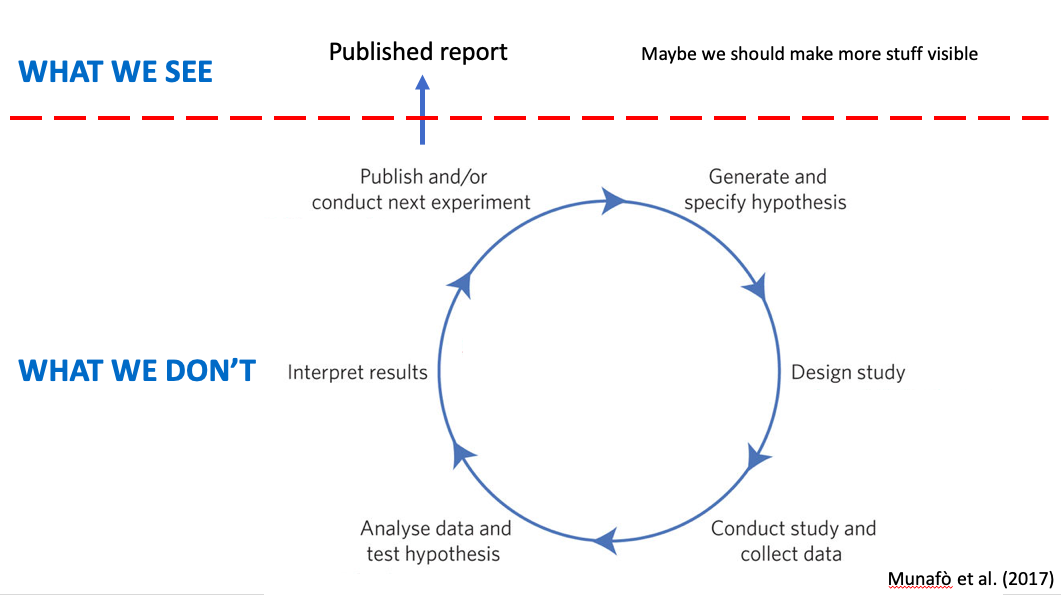 WHAT WE SEE
Published report
Maybe we should make more stuff visible
Publish and/or
conduct next experiment
Generate and
specify hypothesis
WHAT WE DON’T
Interpret results
Design study
Analyse data and
test hypothesis
Conduct study and
collect data
Munafò et al. (2017)